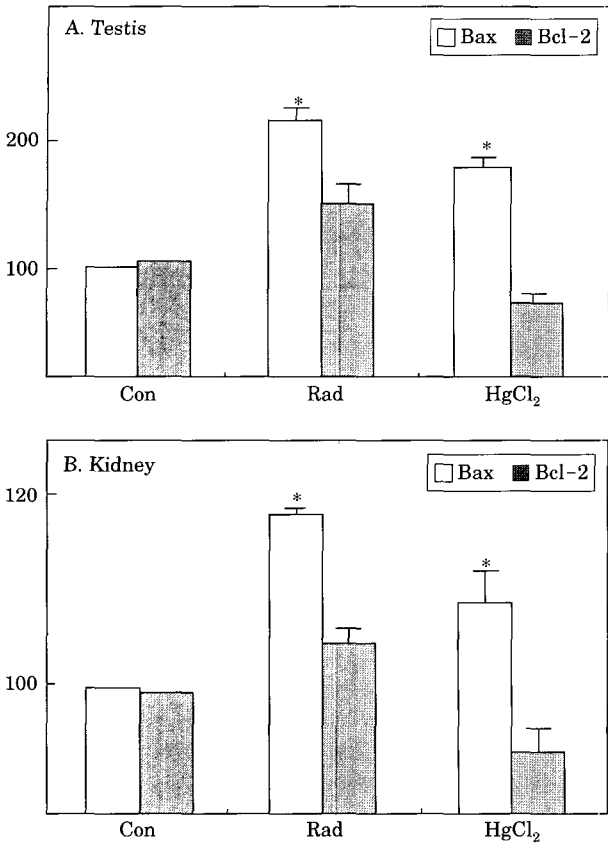 A. Testis
Bax Bcl-2
*
*
200
100
Con Rad HgCl₂
B. Kidney
Bax Bcl-2
120
*
*
100
Con Rad HgCl₂